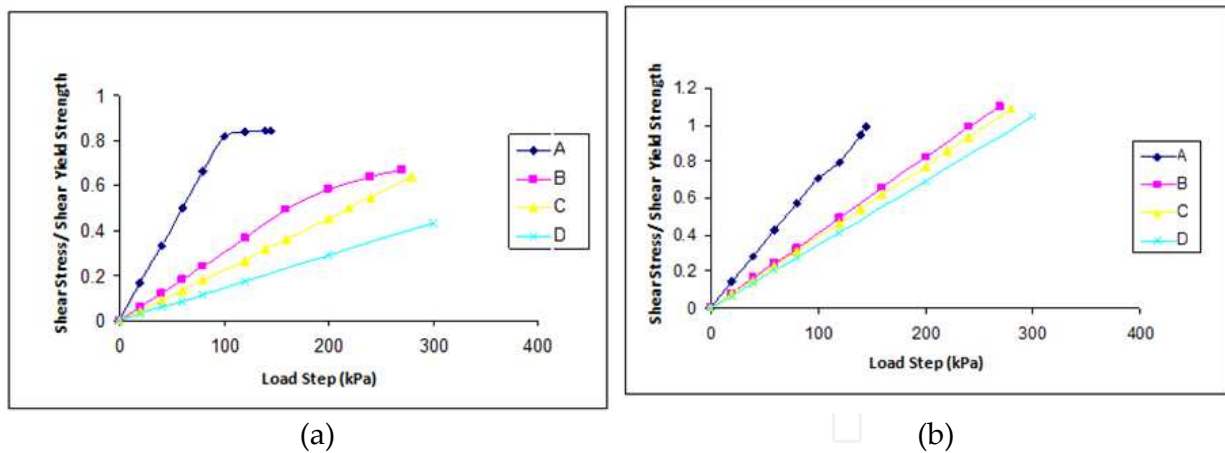 Shear Stress/ Shear Yield Strength
1
0.8
0.6
0.4
0.2
0
0 100 200 300 400
Load Step (kPa)
A
B
C
D
(a)
Shear Stress/ Shear Yield Strength
1.2
1
0.8
0.6
0.4
0.2
0
0 100 200 300 400
Load Step (kPa)
A
B
C
D
(b)